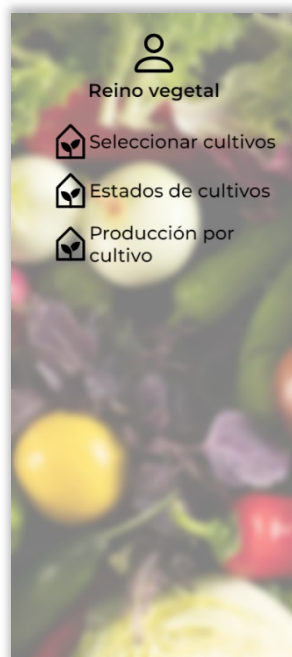 Reino vegetal
Seleccionar cultivos
Estados de cultivos
Producción por
cultivo